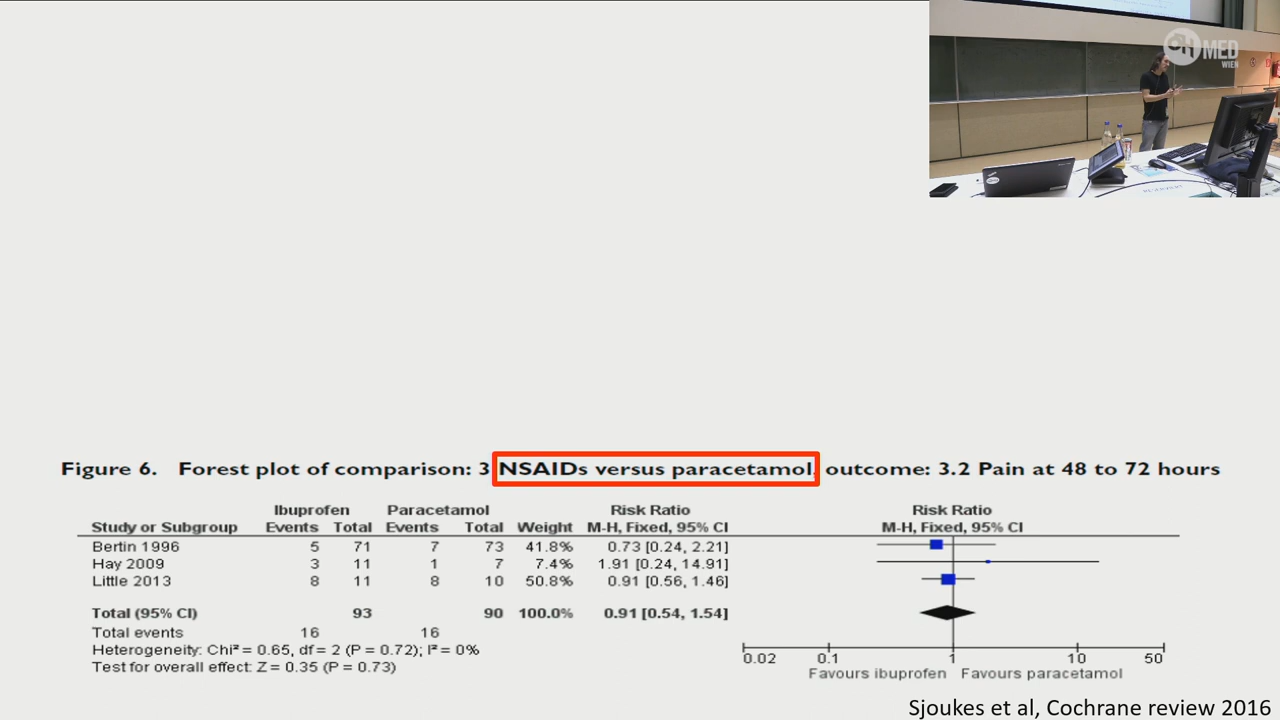 ÖH MED
WIEN
Figure 6. Forest plot of comparison: 3 NSAIDs versus paracetamol, outcome: 3.2 Pain at 48 to 72 hours
Ibuprofen Paracetamol Risk Ratio Risk Ratio
Study or Subgroup Events Total Events Total Weight M-H, Fixed, 95% CI M-H, Fixed, 95% CI
Bertin 1996 5 71 7 73 41.8% 0.73 [0.24, 2.21]
Hay 2009 3 11 1 7 7.4% 1.91 [0.24, 14.91]
Little 2013 8 11 8 10 50.8% 0.91 [0.56, 1.46]
Total (95% CI) 93 90 100.0% 0.91 [0.54, 1.54]
Total events 16 16
Heterogeneity: Chi² = 0.65, df = 2 (P = 0.72); I² = 0%
Test for overall effect: Z = 0.35 (P = 0.73)
0.02 0.1 1 10 50
Favours ibuprofen Favours paracetamol
Sjoukes et al, Cochrane review 2016